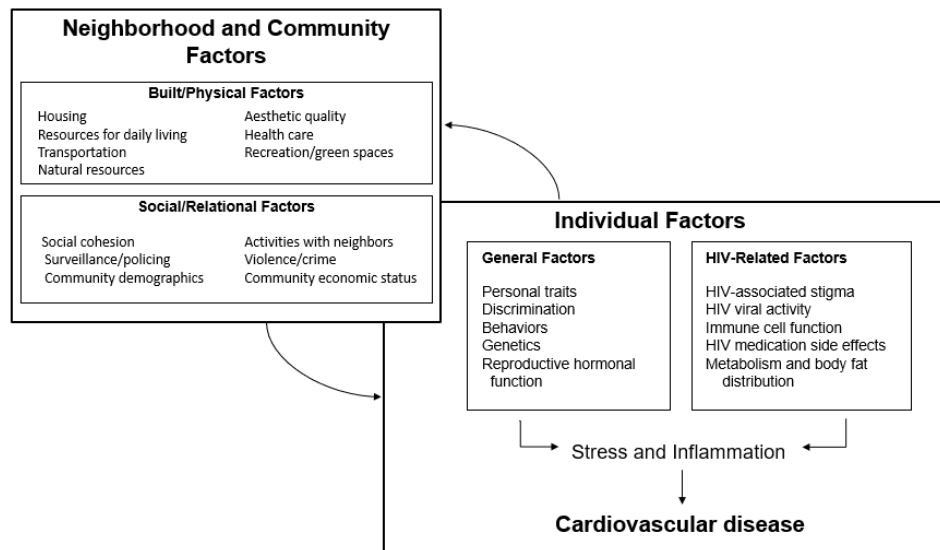 Neighborhood and Community
Factors
Built/Physical Factors
Housing
Resources for daily living
Transportation
Natural resources
Aesthetic quality
Health care
Recreation/green spaces
Social/Relational Factors
Social cohesion
Surveillance/policing
Community demographics
Activities with neighbors
Violence/crime
Community economic status
Individual Factors
General Factors
Personal traits
Discrimination
Behaviors
Genetics
Reproductive hormonal
function
HIV-Related Factors
HIV-associated stigma
HIV viral activity
Immune cell function
HIV medication side effects
Metabolism and body fat
distribution
Stress and Inflammation
Cardiovascular disease